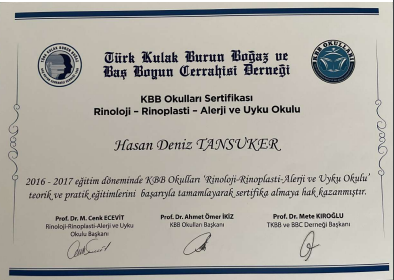 Türk Kulak Burun Boğaz ve
Baş Boyun Cerrahisi Derneği
KBB Okulları Sertifikası
Rinoloji – Rinoplasti – Alerji ve Uyku Okulu
Hasan Deniz TANSUKER
2016 - 2017 eğitim döneminde KBB Okulları 'Rinoloji-Rinoplasti-Alerji ve Uyku Okulu'
teorik ve pratik eğitimlerini başarıyla tamamlayarak sertifika almaya hak kazanmıştır.
Prof. Dr. M. Cenk ECEVİT
Rinoloji-Rinoplasti-Alerji ve Uyku
Okulu Başkanı
Prof. Dr. Ahmet Ömer İKİZ
KBB Okulları Başkanı
Prof. Dr. Mete KIROĞLU
TKBB ve BBC Derneği Başkanı